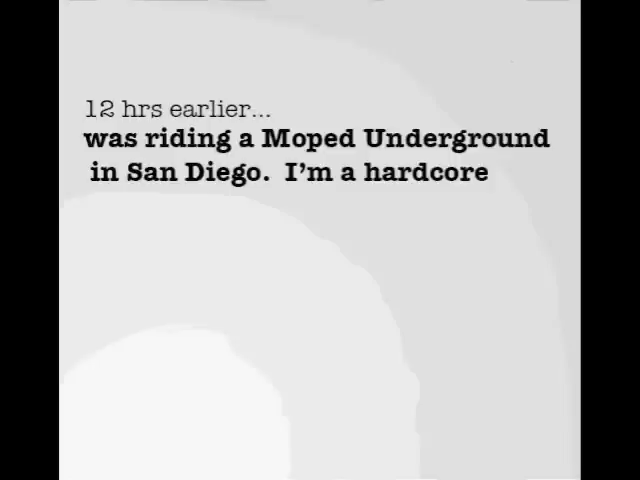 12 hrs earlier...
was riding a Moped Underground
in San Diego. I'm a hardcore